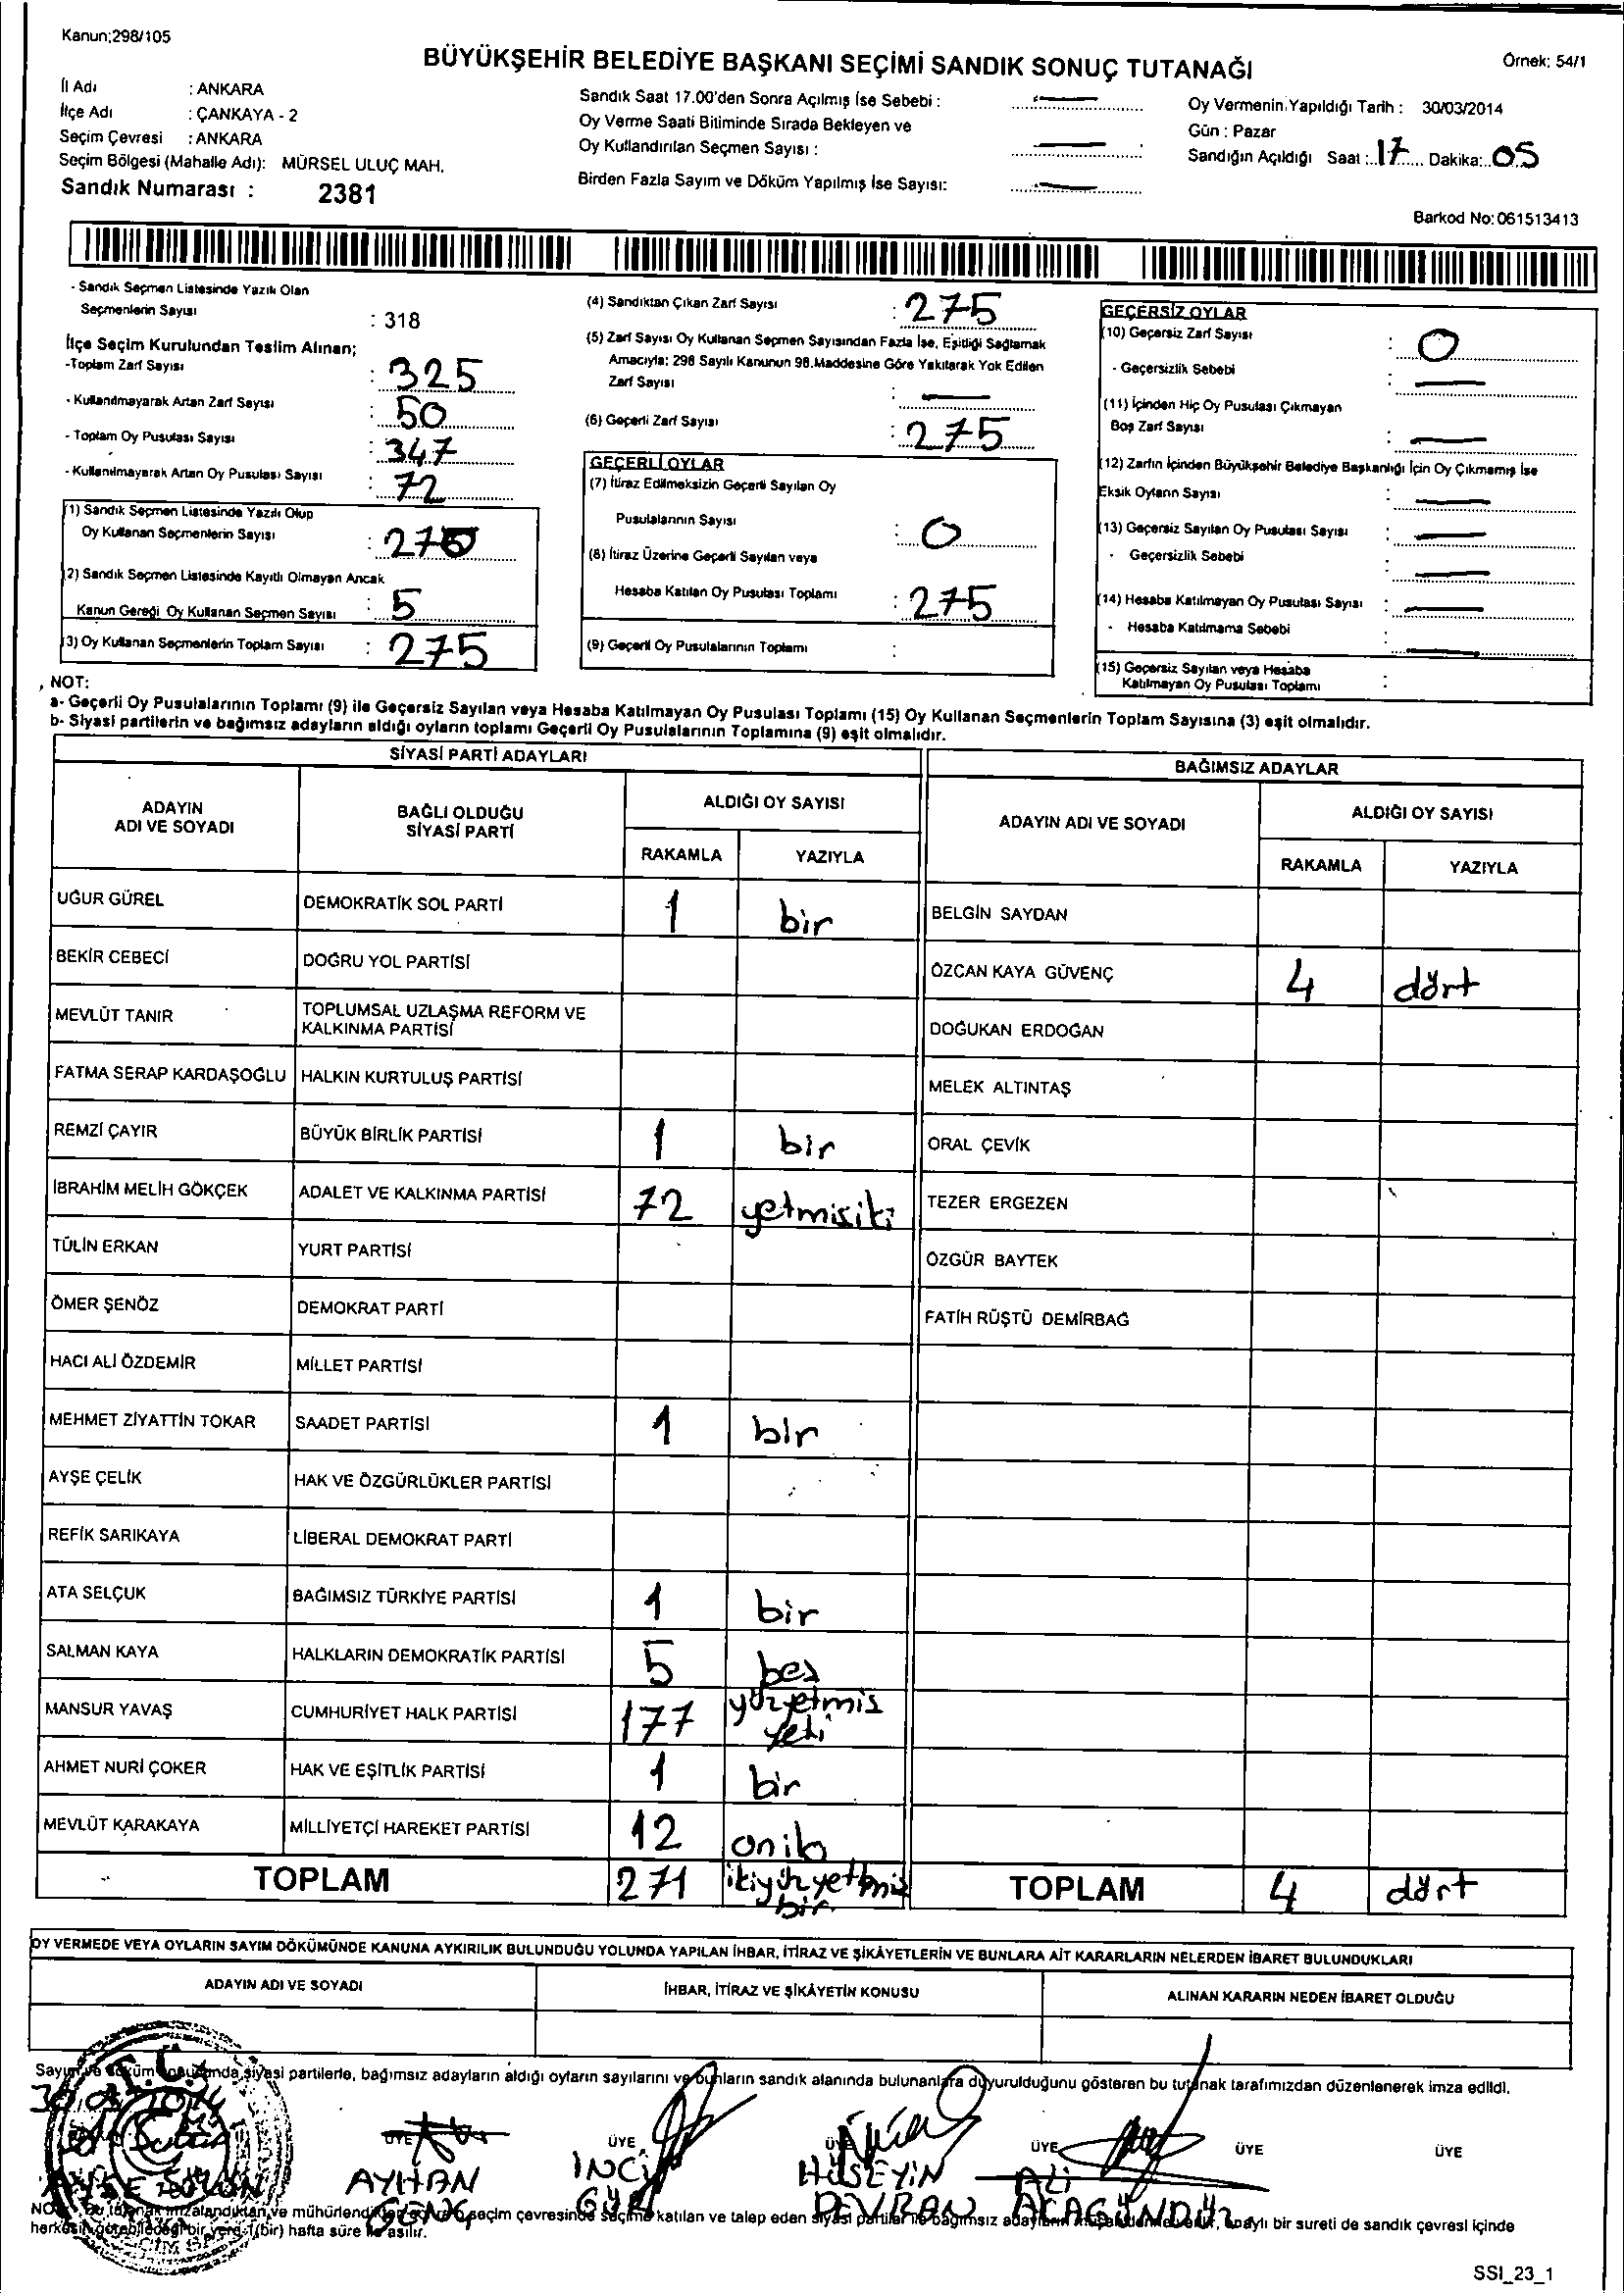 Kanun;298/105
BÜYÜKŞEHİR BELEDİYE BAŞKANI SEÇİMİ SANDIK SONUÇ TUTANAĞI
Örnek: 54/1
İl Adı : ANKARA
İlçe Adı : ÇANKAYA - 2
Seçim Çevresi : ANKARA
Seçim Bölgesi (Mahalle Adı): MÜRSEL ULUÇ MAH.
Sandık Numarası : 2381
Sandık Saat 17.00'den Sonra Açılmış İse Sebebi :
Oy Verme Saati Bitiminde Sırada Bekleyen ve
Oy Kullandırılan Seçmen Sayısı :
Birden Fazla Sayım ve Döküm Yapılmış İse Sayısı:
Oy Vermenin Yapıldığı Tarih : 30/03/2014
Gün : Pazar
Sandığın Açıldığı Saat : 17 Dakika: 05
Barkod No: 061513413
- Sandık Seçmen Listesinde Yazılı Olan
Seçmenlerin Sayısı : 318
İlçe Seçim Kurulundan Teslim Alınan;
-Toplam Zarf Sayısı : 325
- Kullanılmayarak Artan Zarf Sayısı : 50
- Toplam Oy Pusulası Sayısı : 347
- Kullanılmayarak Artan Oy Pusulası Sayısı : 72
(1) Sandık Seçmen Listesinde Yazılı Olup
Oy Kullanan Seçmenlerin Sayısı : 270
(2) Sandık Seçmen Listesinde Kayıtlı Olmayan Ancak
Kanun Gereği Oy Kullanan Seçmen Sayısı : 5
(3) Oy Kullanan Seçmenlerin Toplam Sayısı : 275
(4) Sandıktan Çıkan Zarf Sayısı : 275
(5) Zarf Sayısı Oy Kullanan Seçmen Sayısından Fazla İse, Eşitliği Sağlamak
Amacıyla; 298 Sayılı Kanunun 98.Maddesine Göre Yakılarak Yok Edilen
Zarf Sayısı :
(6) Geçerli Zarf Sayısı : 275
GEÇERLİ OYLAR
(7) İtiraz Edilmeksizin Geçerli Sayılan Oy
Pusulalarının Sayısı : 0
(8) İtiraz Üzerine Geçerli Sayılan veya
Hesaba Katılan Oy Pusulası Toplamı : 275
(9) Geçerli Oy Pusulalarının Toplamı :
GEÇERSİZ OYLAR
(10) Geçersiz Zarf Sayısı : 0
- Geçersizlik Sebebi :
(11) İçinden Hiç Oy Pusulası Çıkmayan
Boş Zarf Sayısı :
(12) Zarfın İçinden Büyükşehir Belediye Başkanlığı İçin Oy Çıkmamış İse
Eksik Oyların Sayısı :
(13) Geçersiz Sayılan Oy Pusulası Sayısı :
- Geçersizlik Sebebi :
(14) Hesaba Katılmayan Oy Pusulası Sayısı :
- Hesaba Katılmama Sebebi :
(15) Geçersiz Sayılan veya Hesaba
Katılmayan Oy Pusulası Toplamı :
NOT:
a- Geçerli Oy Pusulalarının Toplamı (9) ile Geçersiz Sayılan veya Hesaba Katılmayan Oy Pusulası Toplamı (15) Oy Kullanan Seçmenlerin Toplam Sayısına (3) eşit olmalıdır.
b- Siyasi partilerin ve bağımsız adayların aldığı oyların toplamı Geçerli Oy Pusulalarının Toplamına (9) eşit olmalıdır.
SİYASİ PARTİ ADAYLARI
BAĞIMSIZ ADAYLAR
ADAYIN ADI VE SOYADI
BAĞLI OLDUĞU SİYASİ PARTİ
ALDIĞI OY SAYISI
RAKAMLA YAZIYLA
ADAYIN ADI VE SOYADI
ALDIĞI OY SAYISI
RAKAMLA YAZIYLA
UĞUR GÜREL DEMOKRATİK SOL PARTİ 1 bir BELGİN SAYDAN
BEKİR CEBECİ DOĞRU YOL PARTİSİ ÖZCAN KAYA GÜVENÇ 4 dört
MEVLÜT TANIR TOPLUMSAL UZLAŞMA REFORM VE KALKINMA PARTİSİ DOĞUKAN ERDOĞAN
FATMA SERAP KARDAŞOĞLU HALKIN KURTULUŞ PARTİSİ MELEK ALTINTAŞ
REMZİ ÇAYIR BÜYÜK BİRLİK PARTİSİ 1 bir ORAL ÇEVİK
İBRAHİM MELİH GÖKÇEK ADALET VE KALKINMA PARTİSİ 72 yetmisiki TEZER ERGEZEN
TÜLİN ERKAN YURT PARTİSİ ÖZGÜR BAYTEK
ÖMER ŞENÖZ DEMOKRAT PARTİ FATİH RÜŞTÜ DEMİRBAĞ
HACI ALİ ÖZDEMİR MİLLET PARTİSİ
MEHMET ZİYATTİN TOKAR SAADET PARTİSİ 1 bir
AYŞE ÇELİK HAK VE ÖZGÜRLÜKLER PARTİSİ
REFİK SARIKAYA LİBERAL DEMOKRAT PARTİ
ATA SELÇUK BAĞIMSIZ TÜRKİYE PARTİSİ 1 bir
SALMAN KAYA HALKLARIN DEMOKRATİK PARTİSİ 5 beş
MANSUR YAVAŞ CUMHURİYET HALK PARTİSİ 177 yüzyetmis yedi
AHMET NURİ ÇOKER HAK VE EŞİTLİK PARTİSİ 1 bir
MEVLÜT KARAKAYA MİLLİYETÇİ HAREKET PARTİSİ 12 oniki
TOPLAM 271 ikiyüzyetmis bir TOPLAM 4 dört
OY VERMEDE VEYA OYLARIN SAYIM DÖKÜMÜNDE KANUNA AYKIRILIK BULUNDUĞU YOLUNDA YAPILAN İHBAR, İTİRAZ VE ŞİKÂYETLERİN VE BUNLARA AİT KARARLARIN NELERDEN İBARET BULUNDUKLARI
ADAYIN ADI VE SOYADI İHBAR, İTİRAZ VE ŞİKÂYETİN KONUSU ALINAN KARARIN NEDEN İBARET OLDUĞU
Sayım ve döküm sonucunda siyasi partilerle, bağımsız adayların aldığı oyların sayılarını ve bunların sandık alanında bulunanlara duyurulduğunu gösteren bu tutanak tarafımızdan düzenlenerek imza edildi.
T.C.
ÜYE ÜYE ÜYE ÜYE ÜYE ÜYE
AYHAN GENÇ
İNCİ GÜR
HÜSEYİN DEVRAN
ALİ ACAGÜNDÜZ
seçim çevresinde seçime katılan ve talep eden siyasi partiler ile bağımsız adayların onaylı bir sureti de sandık çevresi içinde
herkesin görebileceği bir yerde 1(bir) hafta süre ile asılır.
SSI_23_1